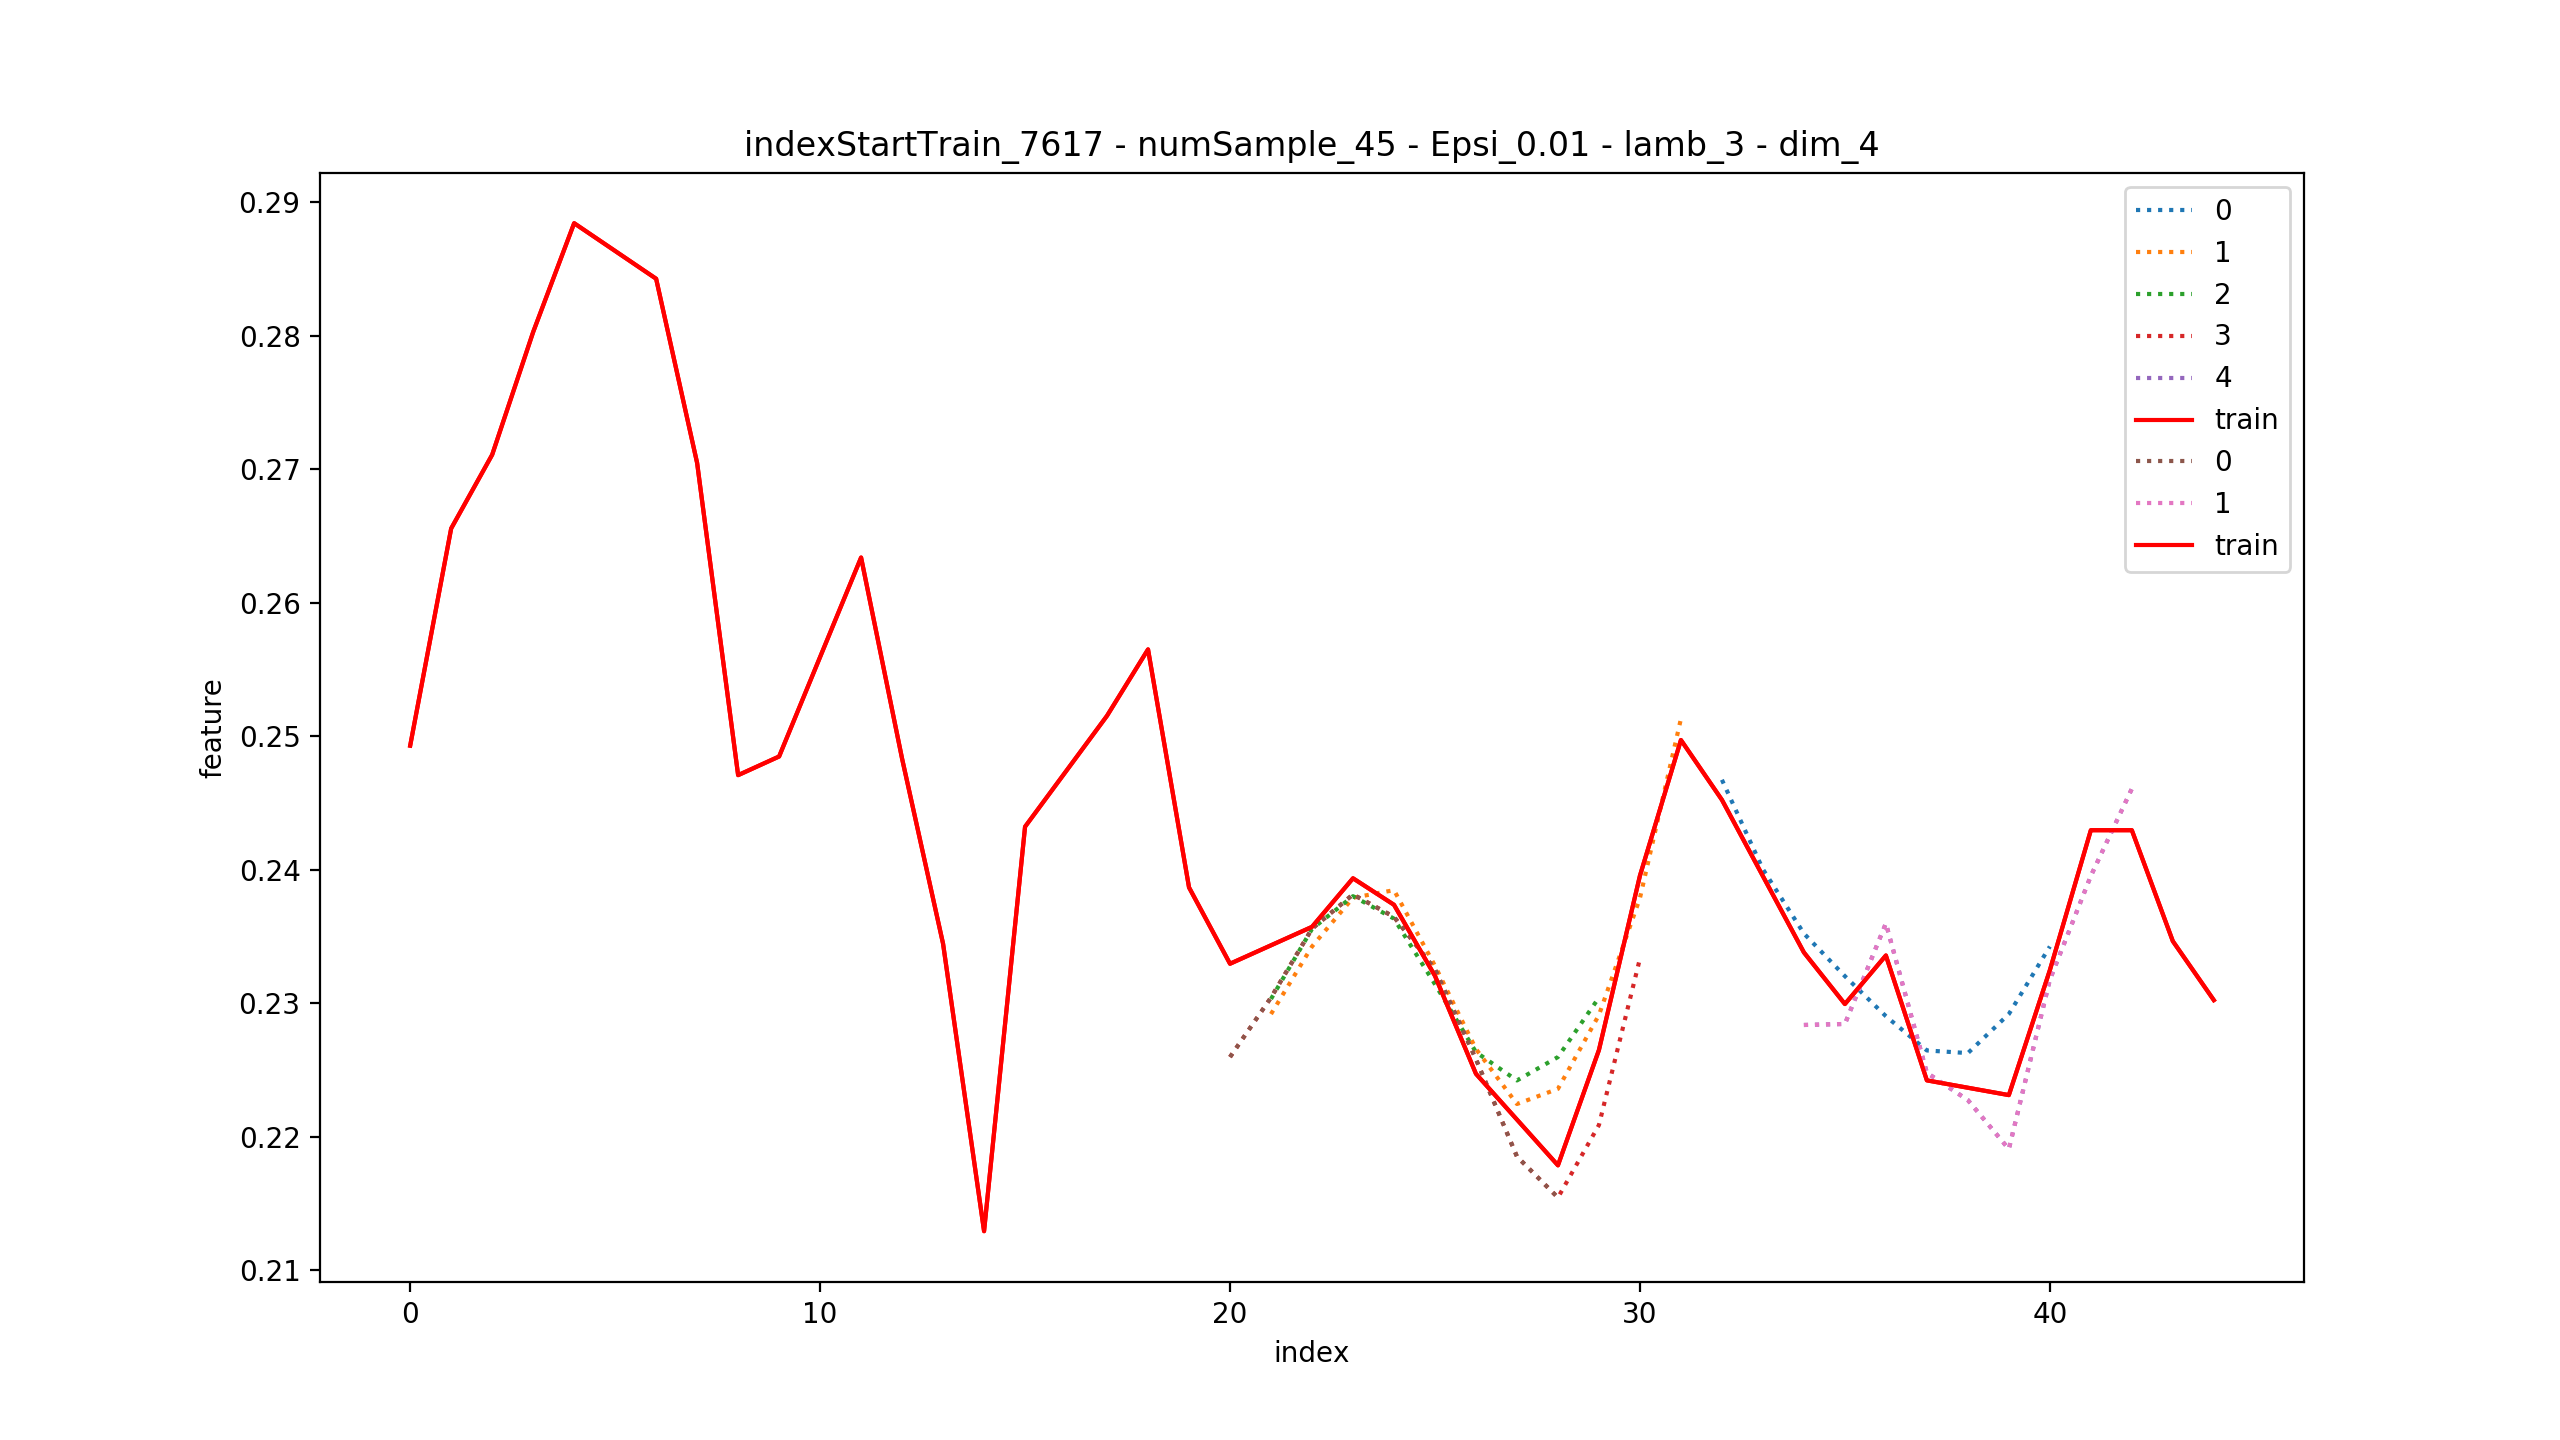 indexStartTrain_7617 - numSample_45 - Epsi_0.01 - lamb_3 - dim_4
0.29
0.28
0.27
0.26
0.25
0.24
0.23
0.22
0.21
feature
0
1
2
3
4
train
0
1
train
0 10 20 30 40
index